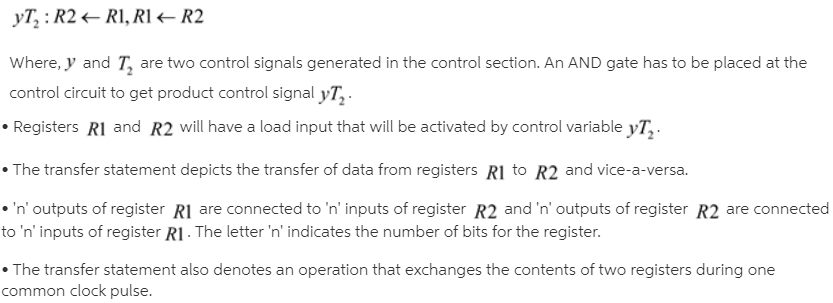 yT₂ : R2 ← R1, R1 ← R2
Where, y and T₂ are two control signals generated in the control section. An AND gate has to be placed at the
control circuit to get product control signal yT₂.
• Registers R1 and R2 will have a load input that will be activated by control variable yT₂.
• The transfer statement depicts the transfer of data from registers R1 to R2 and vice-a-versa.
• 'n' outputs of register R1 are connected to 'n' inputs of register R2 and 'n' outputs of register R2 are connected
to 'n' inputs of register R1. The letter 'n' indicates the number of bits for the register.
• The transfer statement also denotes an operation that exchanges the contents of two registers during one
common clock pulse.